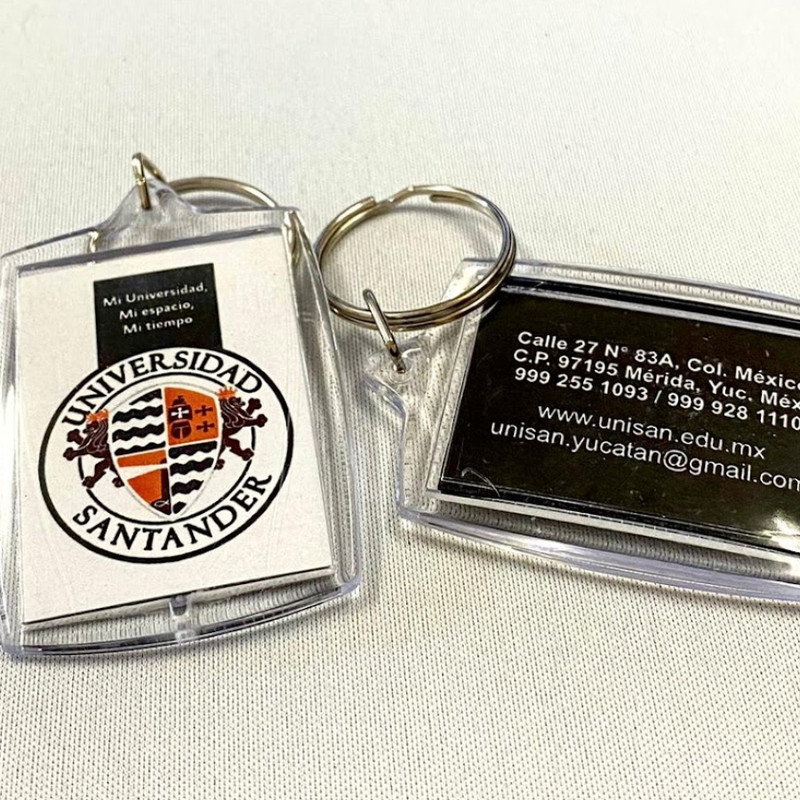 Mi Universidad,
Mi espacio,
Mi tiempo
UNIVERSIDAD
SANTANDER
Calle 27 N° 83A, Col. México
C.P. 97195 Mérida, Yuc. Méx
999 255 1093 / 999 928 1110
www.unisan.edu.mx
unisan.yucatan@gmail.com